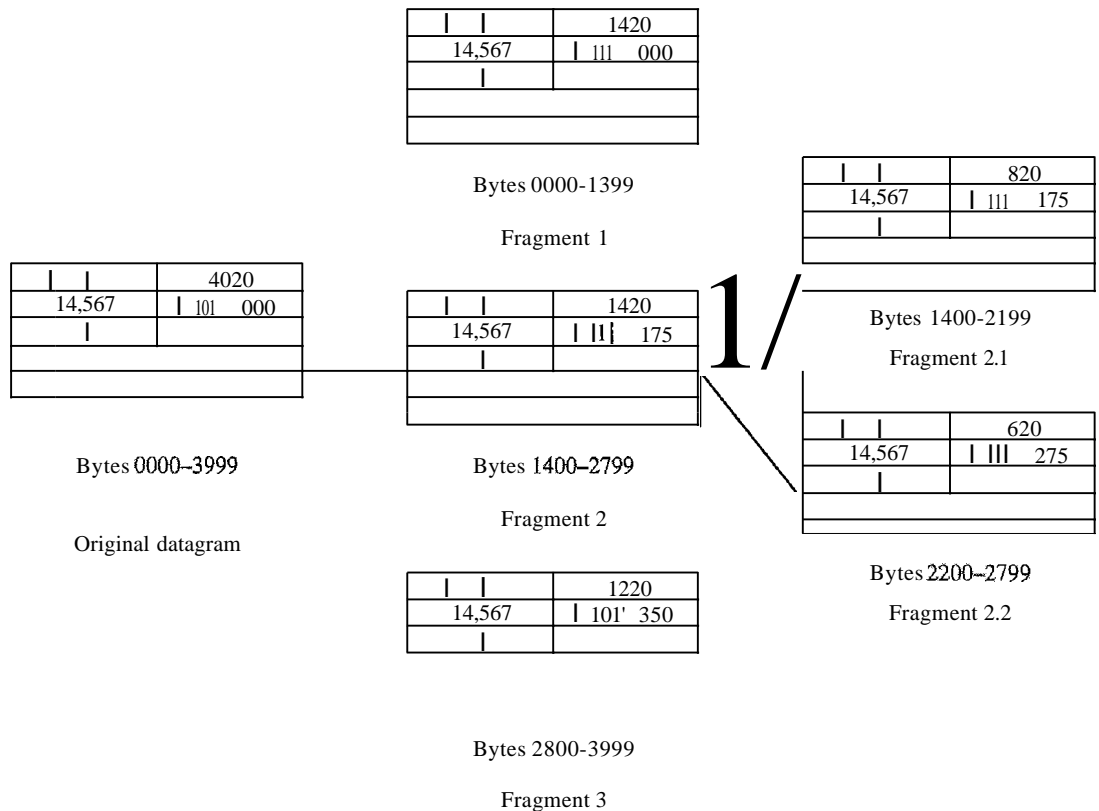 1420
14,567 111 000
Bytes 0000-1399
Fragment 1
820
14,567 111 175
Bytes 1400-2199
Fragment 2.1
4020
14,567 101 000
Bytes 0000-3999
Original datagram
1420
14,567 175
Bytes 1400-2799
Fragment 2
1/
620
14,567 275
Bytes 2200-2799
Fragment 2.2
1220
14,567 101' 350
Bytes 2800-3999
Fragment 3